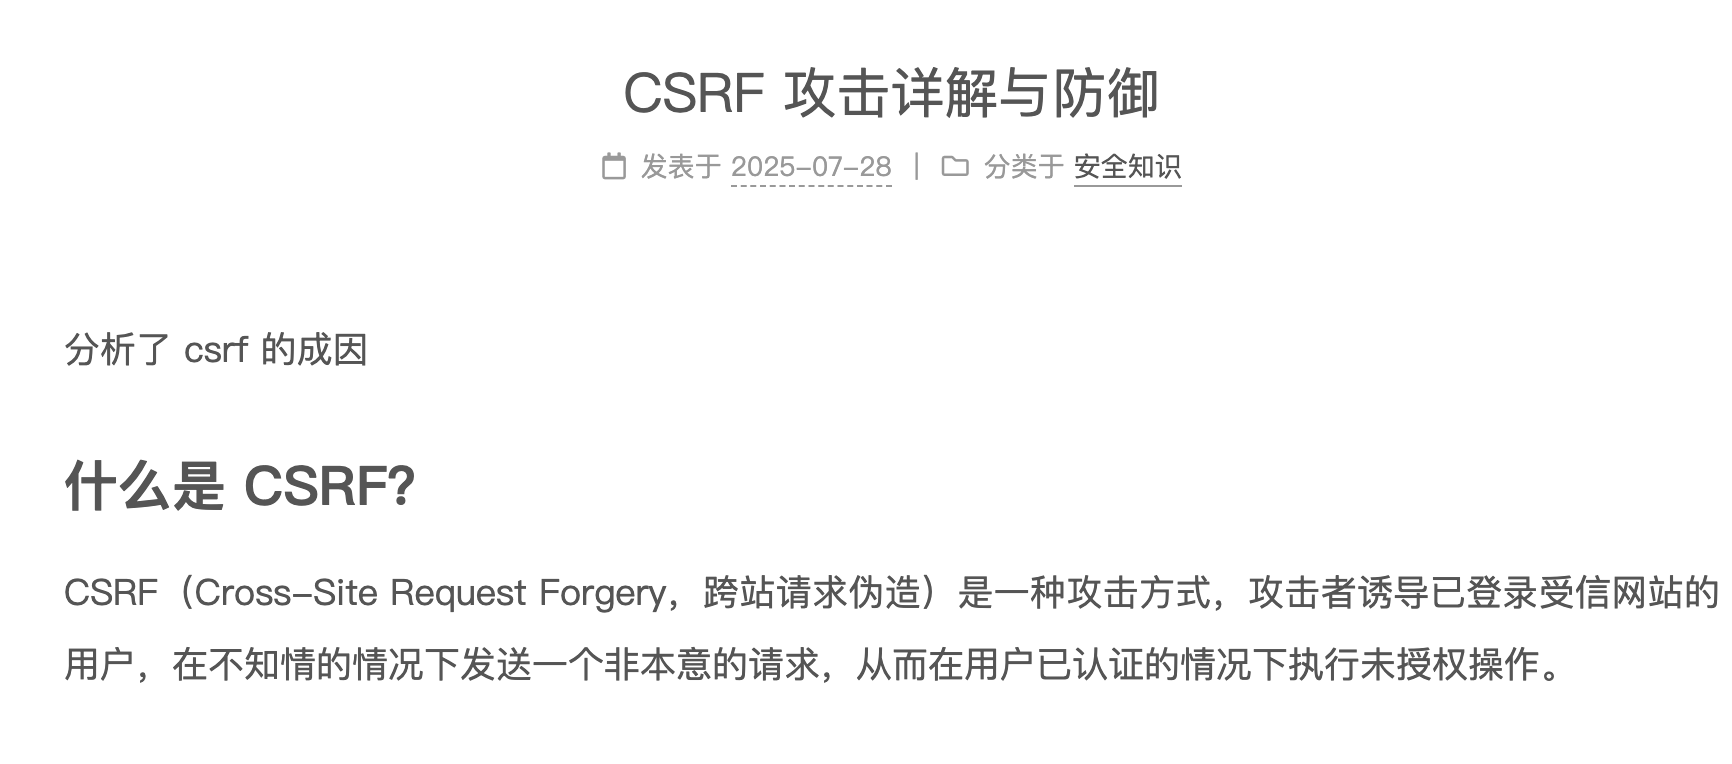 CSRF 攻击详解与防御
发表于 2025-07-28 | 分类于 安全知识
分析了 csrf 的成因
什么是 CSRF?
CSRF（Cross-Site Request Forgery，跨站请求伪造）是一种攻击方式，攻击者诱导已登录受信网站的
用户，在不知情的情况下发送一个非本意的请求，从而在用户已认证的情况下执行未授权操作。